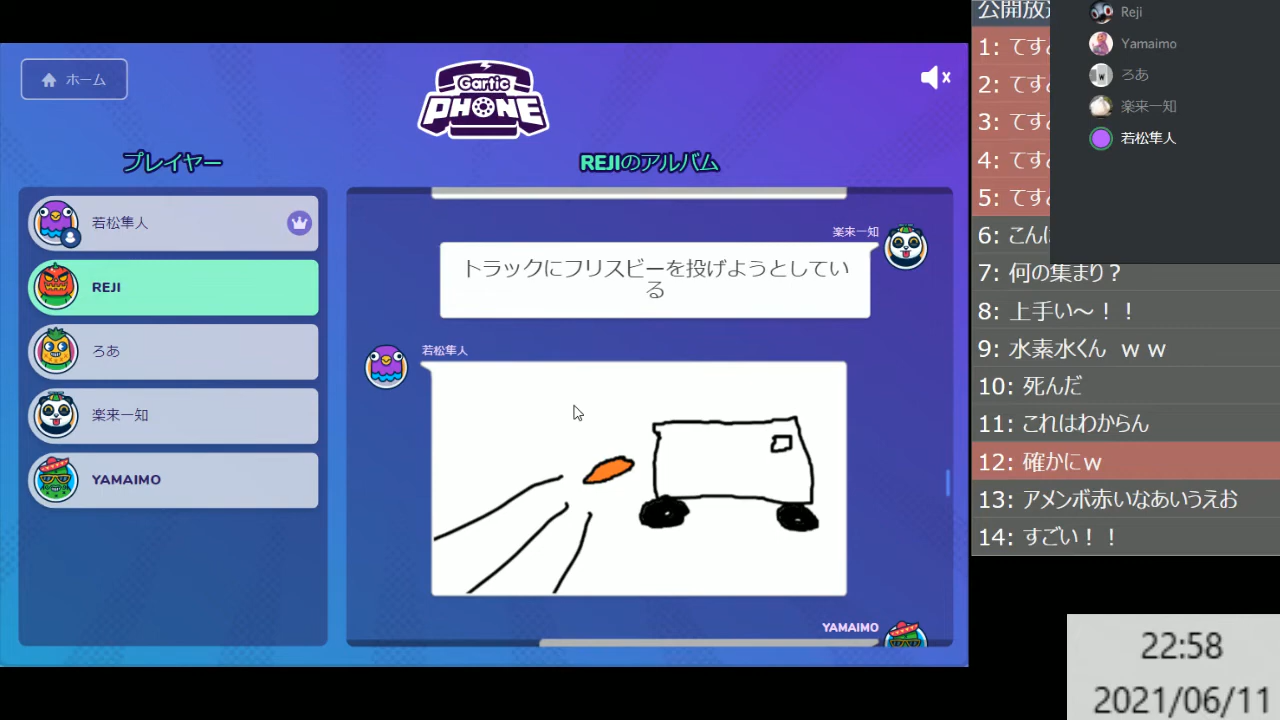 ホーム
Gartic
PHONE
プレイヤー
若松隼人
REJI
ろあ
楽来一知
YAMAIMO
REJIのアルバム
楽来一知
トラックにフリスビーを投げようとしてい
る
若松隼人
YAMAIMO
公開放送
1: てす
2: てす
3: てす
4: てす
5: てす
6: こん
7: 何の集まり？
8: 上手い～！！
9: 水素水くん ｗｗ
10: 死んだ
11: これはわからん
12: 確かにｗ
13: アメンボ赤いなあいうえお
14: すごい！！
Reji
Yamaimo
ろあ
楽来一知
若松隼人
22:58
2021/06/11